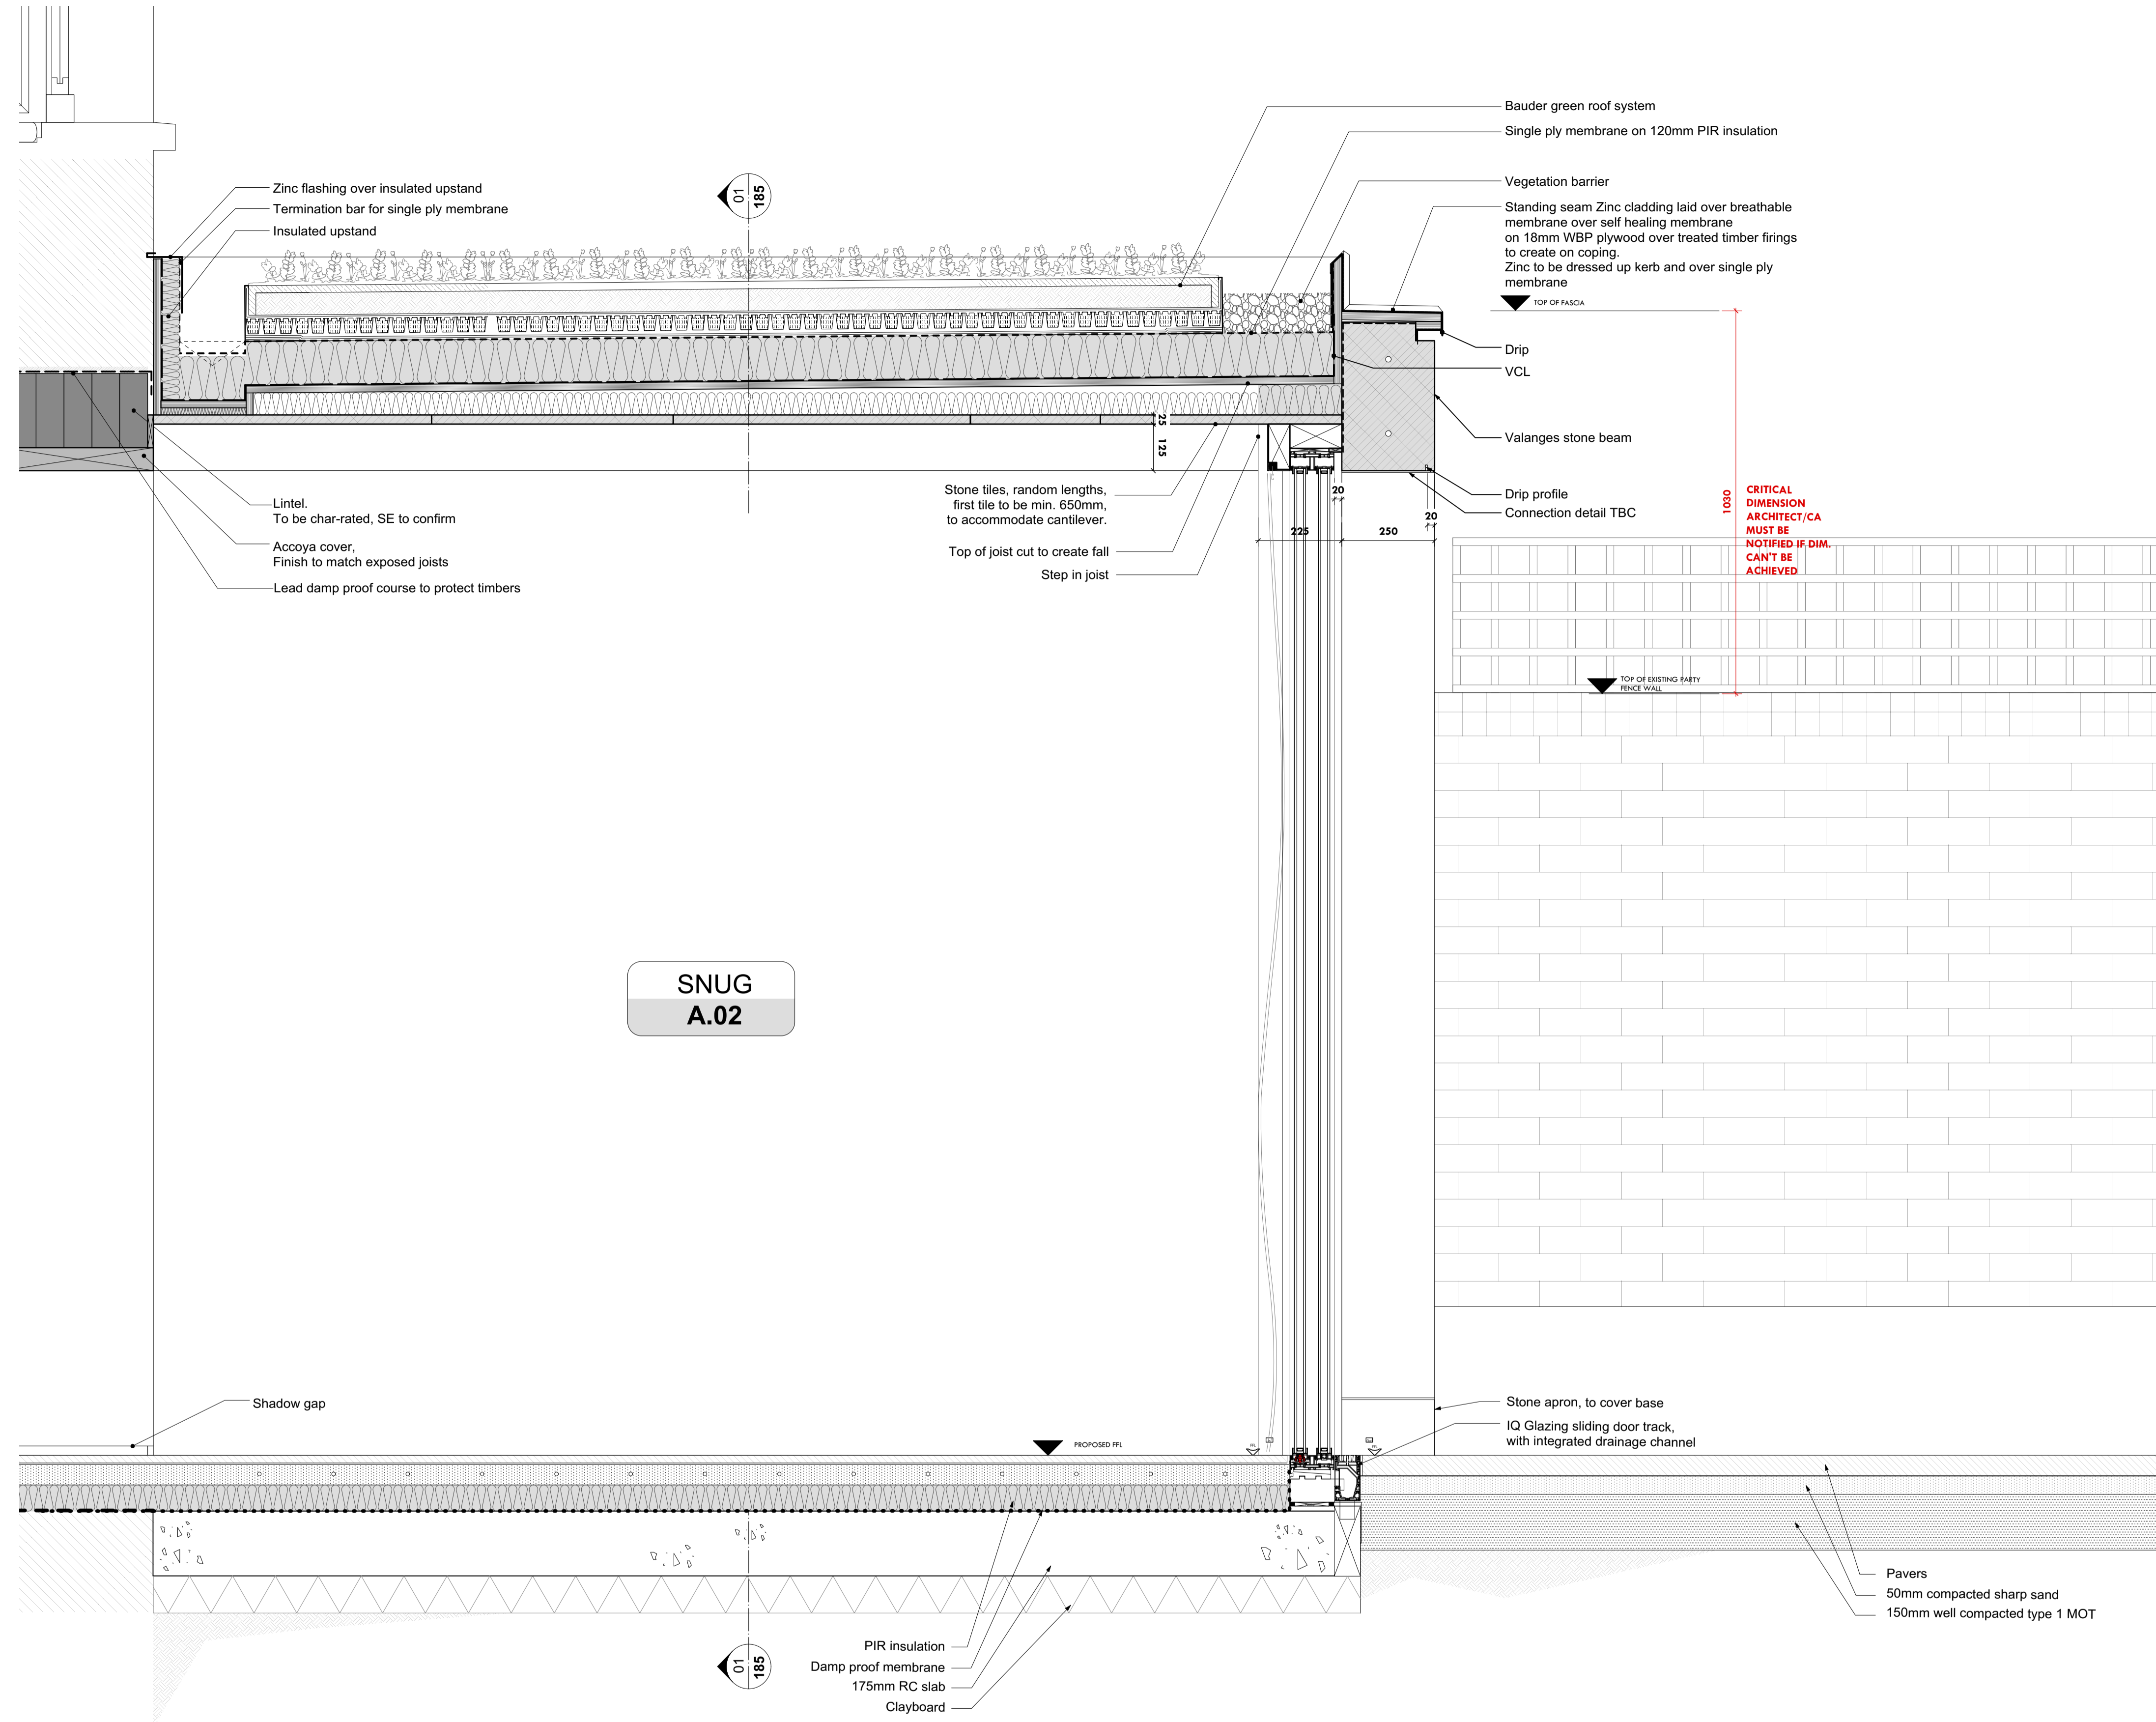 Bauder green roof system
Single ply membrane on 120mm PIR insulation
Vegetation barrier
Standing seam Zinc cladding laid over breathable
membrane over self healing membrane
on 18mm WBP plywood over treated timber firings
to create on coping.
Zinc to be dressed up kerb and over single ply
membrane
TOP OF FASCIA
Zinc flashing over insulated upstand
Termination bar for single ply membrane
Insulated upstand
01
185
Drip
VCL
Valanges stone beam
Drip profile
Connection detail TBC
25
125
Lintel.
To be char-rated, SE to confirm
Accoya cover,
Finish to match exposed joists
Lead damp proof course to protect timbers
Stone tiles, random lengths,
first tile to be min. 650mm,
to accommodate cantilever.
Top of joist cut to create fall
Step in joist
20
20
225
250
1030
CRITICAL
DIMENSION
ARCHITECT/CA
MUST BE
NOTIFIED IF DIM.
CAN'T BE
ACHIEVED
TOP OF EXISTING PARTY
FENCE WALL
SNUG
A.02
Shadow gap
PROPOSED FFL
Stone apron, to cover base
IQ Glazing sliding door track,
with integrated drainage channel
Pavers
50mm compacted sharp sand
150mm well compacted type 1 MOT
PIR insulation
Damp proof membrane
175mm RC slab
Clayboard
01
185